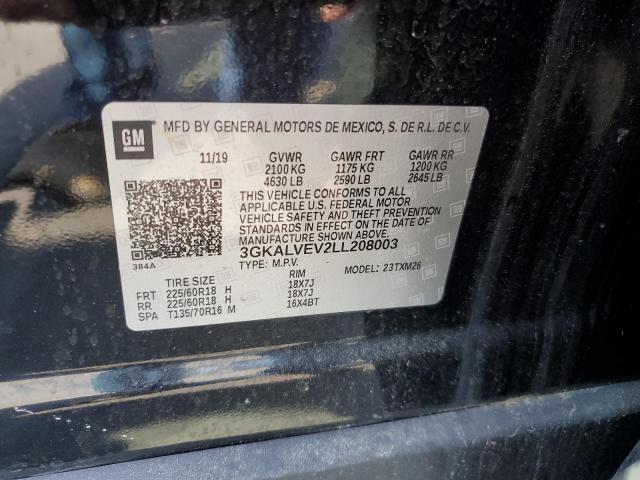 GM MFD BY GENERAL MOTORS DE MEXICO, S. DE R.L. DE C.V.
11/19 GVWR GAWR FRT GAWR RR
2100 KG 1175 KG 1200 KG
4630 LB 2590 LB 2645 LB
THIS VEHICLE CONFORMS TO ALL
APPLICABLE U.S. FEDERAL MOTOR
VEHICLE SAFETY AND THEFT PREVENTION
STANDARDS IN EFFECT ON THE DATE OF
MANUFACTURE SHOWN ABOVE.
3GKALVEV2LL208003
384A
TYPE: M.P.V. MODEL: 23TXM26
TIRE SIZE RIM
FRT 225/60R18 H 18X7J
RR 225/60R18 H 18X7J
SPA T135/70R16 M 16X4BT